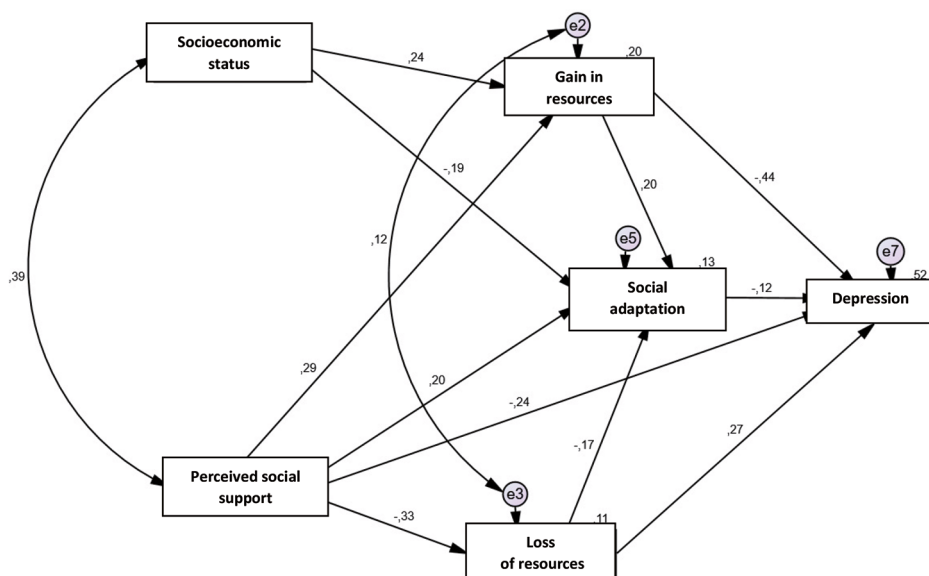 Socioeconomic
status
e2
,20
,24
Gain in
resources
-,19
,20
-,44
,12
,39
e5
,13
e7
,52
Social
adaptation
-,12
Depression
,29
,20
-,24
-,17
,27
Perceived social
support
-,33
e3
,11
Loss
of resources